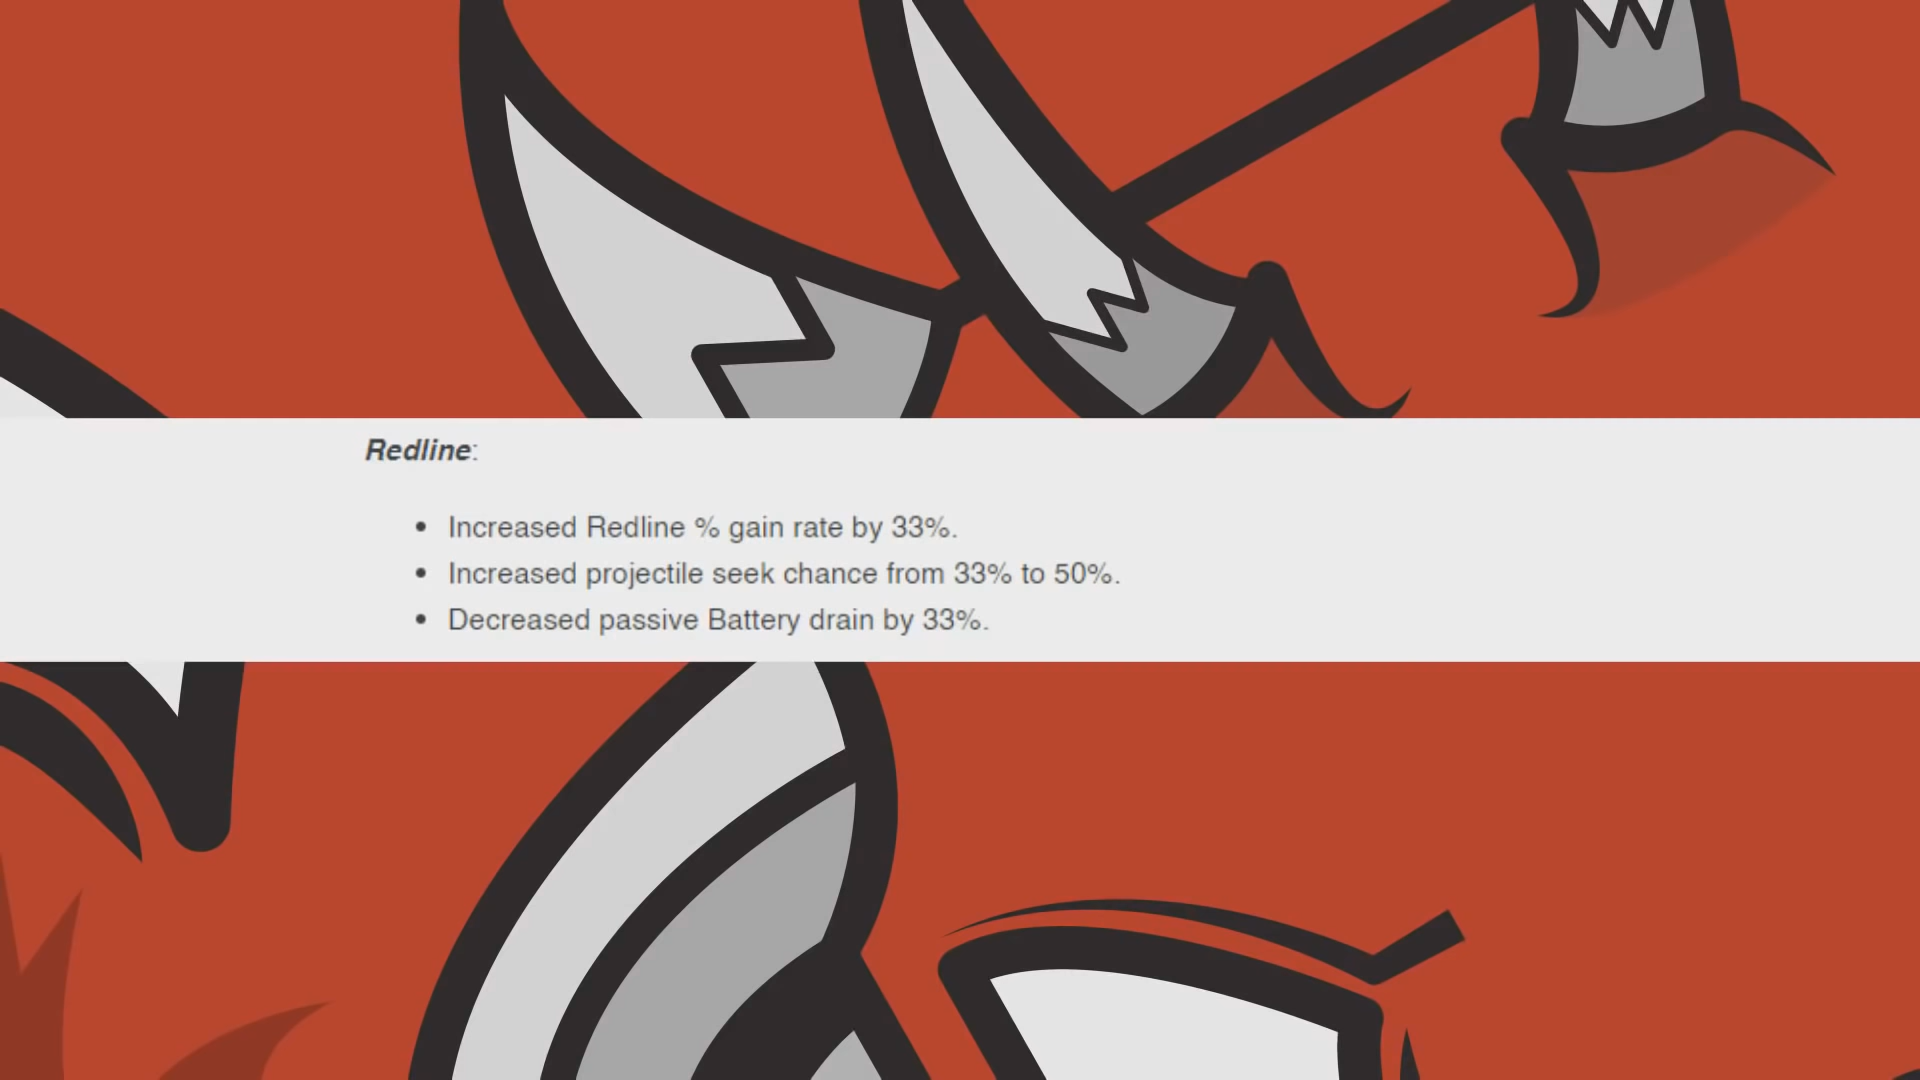 Redline:
• Increased Redline % gain rate by 33%.
• Increased projectile seek chance from 33% to 50%.
• Decreased passive Battery drain by 33%.